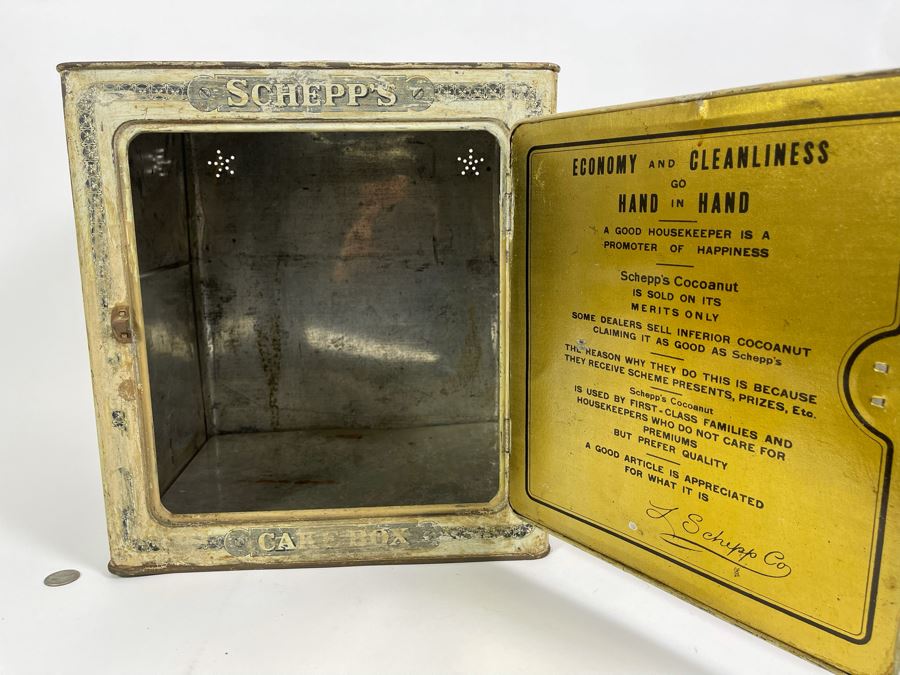 SCHEPP'S
CAKE BOX
ECONOMY AND CLEANLINESS
GO
HAND IN HAND
A GOOD HOUSEKEEPER IS A
PROMOTER OF HAPPINESS
Schepp's Cocoanut
IS SOLD ON ITS
MERITS ONLY
SOME DEALERS SELL INFERIOR COCOANUT
CLAIMING IT AS GOOD AS Schepp's
THE REASON WHY THEY DO THIS IS BECAUSE
THEY RECEIVE SCHEME PRESENTS, PRIZES, Etc.
Schepp's Cocoanut
IS USED BY FIRST-CLASS FAMILIES AND
HOUSEKEEPERS WHO DO NOT CARE FOR
PREMIUMS
BUT PREFER QUALITY
A GOOD ARTICLE IS APPRECIATED
FOR WHAT IT IS
L Schepp Co